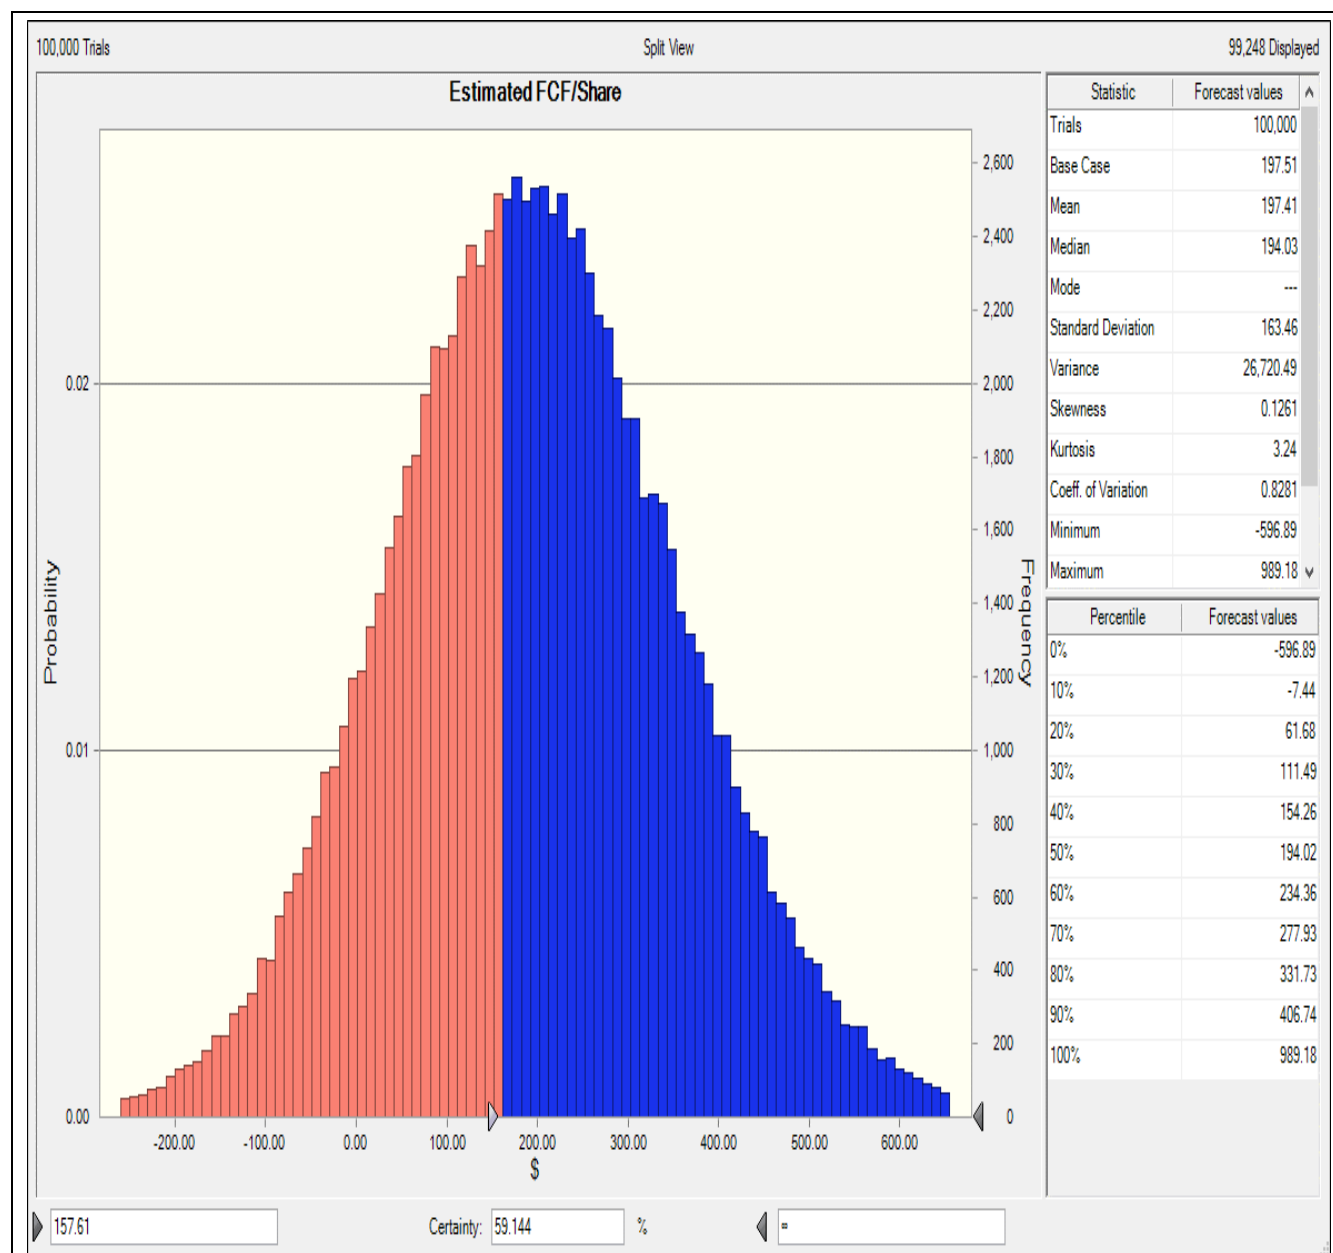 100,000 Trials Split View 99,248 Displayed
Estimated FCF/Share
Probability
0.02
0.01
0.00
2,600
2,400
2,200
2,000
1,800
1,600
1,400
1,200
1,000
800
600
400
200
0
Frequency
-200.00 -100.00 0.00 100.00 200.00 300.00 400.00 500.00 600.00
$
Statistic Forecast values
Trials 100,000
Base Case 197.51
Mean 197.41
Median 194.03
Mode ---
Standard Deviation 163.46
Variance 26,720.49
Skewness 0.1261
Kurtosis 3.24
Coeff. of Variation 0.8281
Minimum -596.89
Maximum 989.18
Percentile Forecast values
0% -596.89
10% -7.44
20% 61.68
30% 111.49
40% 154.26
50% 194.02
60% 234.36
70% 277.93
80% 331.73
90% 406.74
100% 989.18
157.61 Certainty: 59.144 % ∞